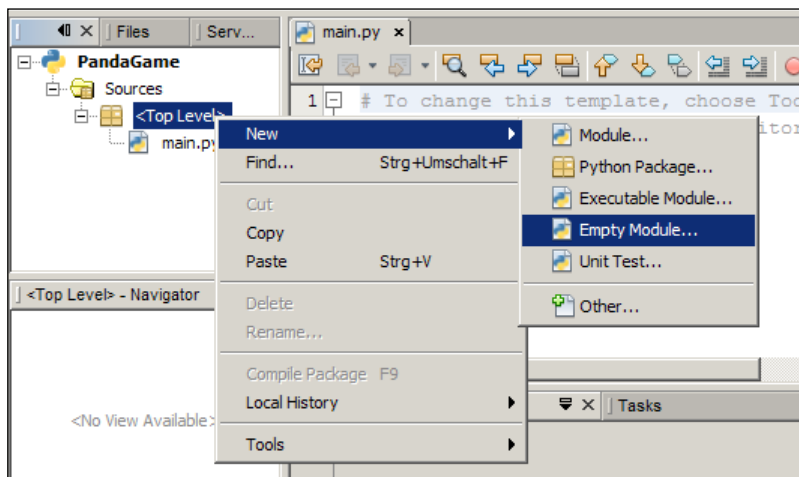 Files
Serv...
main.py
PandaGame
Sources
<Top Level>
main.py
1
# To change this template, choose Too
itor
New
Find... Strg+Umschalt+F
Cut
Copy
Paste Strg+V
Delete
Rename...
Compile Package F9
Local History
Tools
Module...
Python Package...
Executable Module...
Empty Module...
Unit Test...
Other...
<Top Level> - Navigator
<No View Available>
Tasks